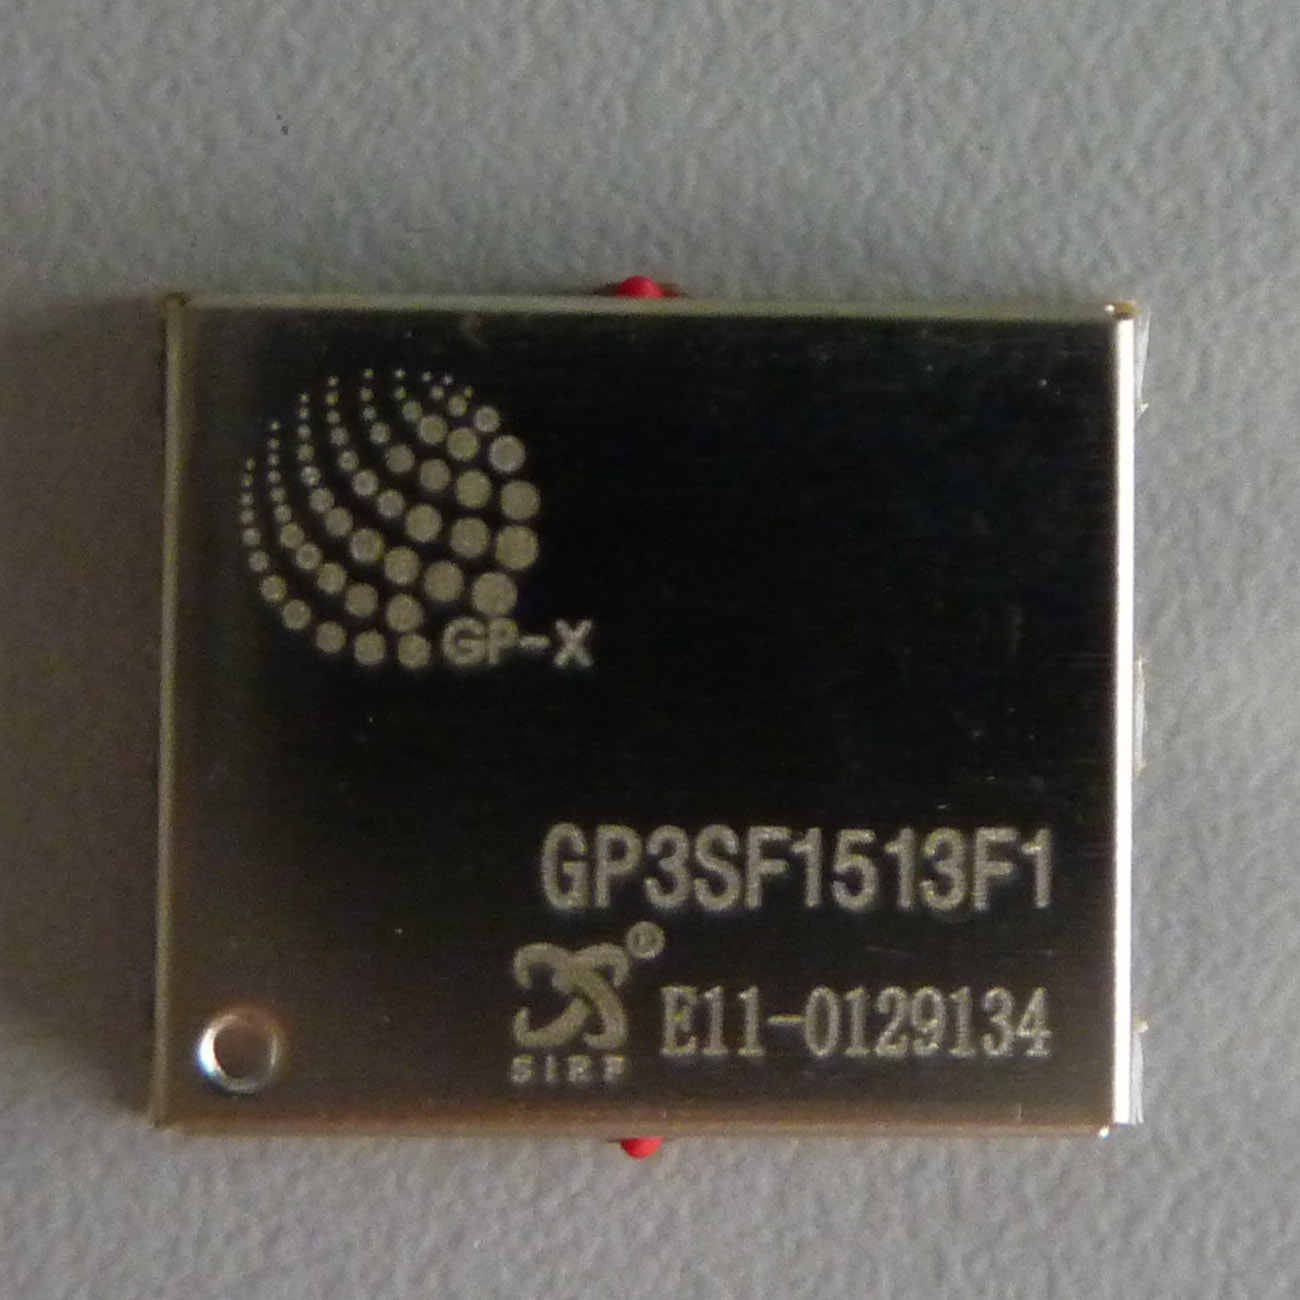 GP-X
GP3SF1513F1
®
SIRF
E11-0129134